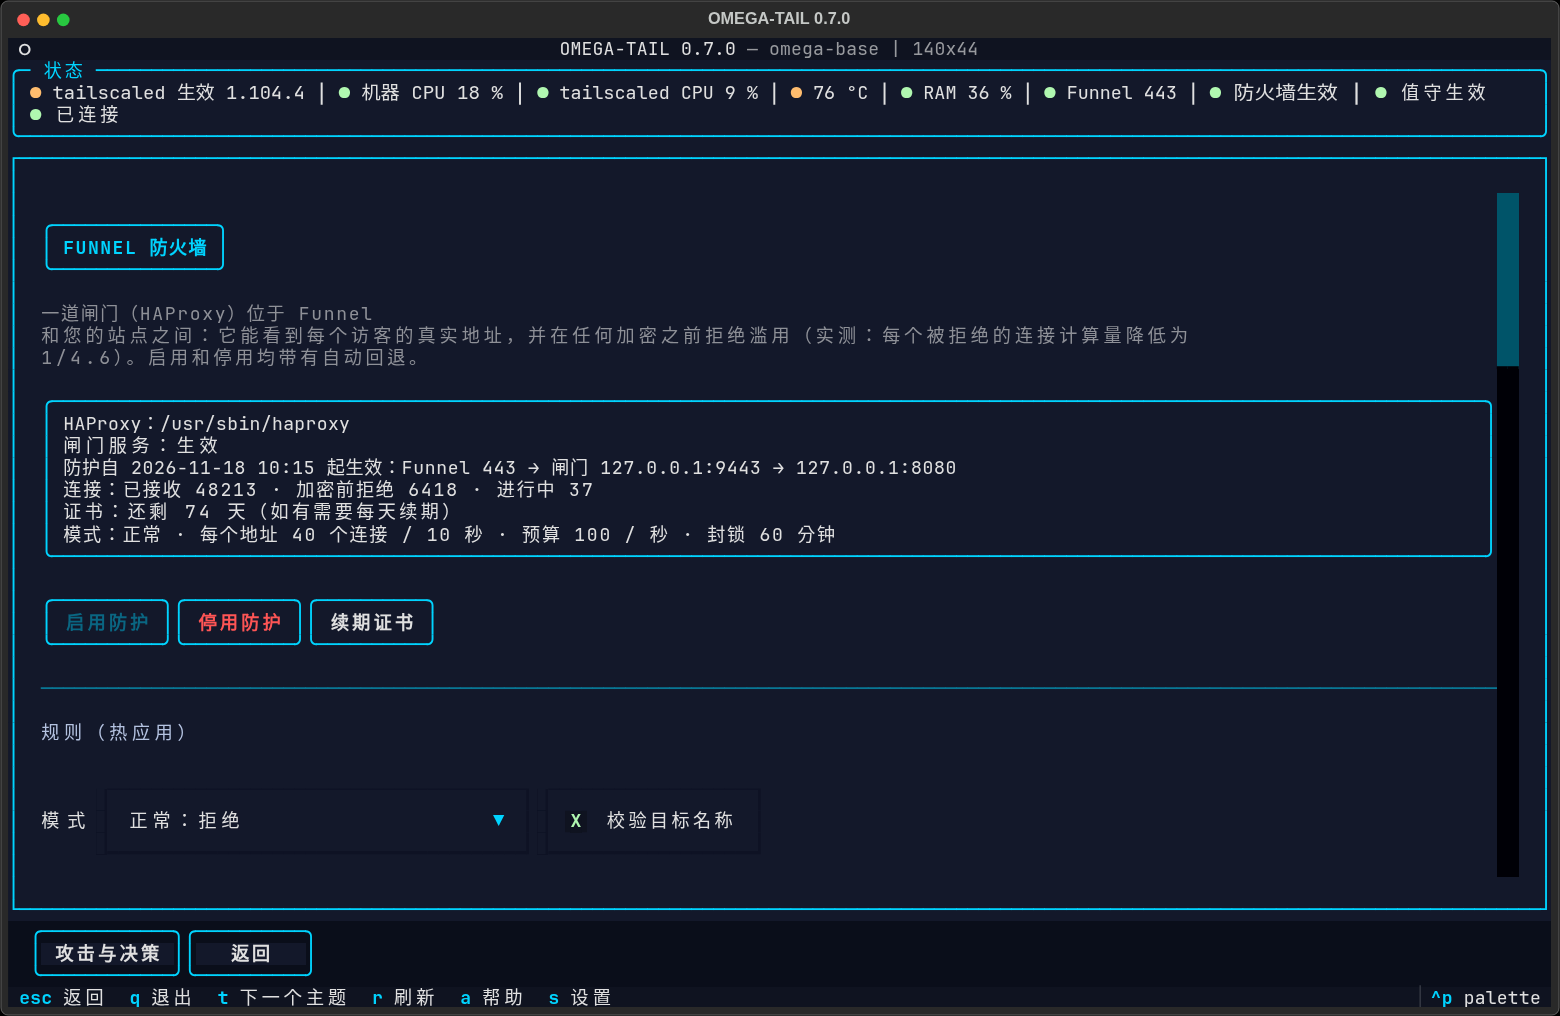 OMEGA-TAIL 0.7.0
OMEGA-TAIL 0.7.0 — omega-base | 140x44
状态
● tailscaled 生效 1.104.4 | ● 机器 CPU 18 % | ● tailscaled CPU 9 % | ● 76 °C | ● RAM 36 % | ● Funnel 443 | ● 防火墙生效 | ● 值守生效
● 已连接
FUNNEL 防火墙
一道闸门（HAProxy）位于 Funnel
和您的站点之间：它能看到每个访客的真实地址，并在任何加密之前拒绝滥用（实测：每个被拒绝的连接计算量降低为
1/4.6）。启用和停用均带有自动回退。
HAProxy：/usr/sbin/haproxy
闸门服务：生效
防护自 2026-11-18 10:15 起生效：Funnel 443 → 闸门 127.0.0.1:9443 → 127.0.0.1:8080
连接：已接收 48213 · 加密前拒绝 6418 · 进行中 37
证书：还剩 74 天（如有需要每天续期）
模式：正常 · 每个地址 40 个连接 / 10 秒 · 预算 100 / 秒 · 封锁 60 分钟
启用防护 停用防护 续期证书
规则（热应用）
模式 正常：拒绝 ▼ X 校验目标名称
攻击与决策 返回
esc 返回 q 退出 t 下一个主题 r 刷新 a 帮助 s 设置 ^p palette